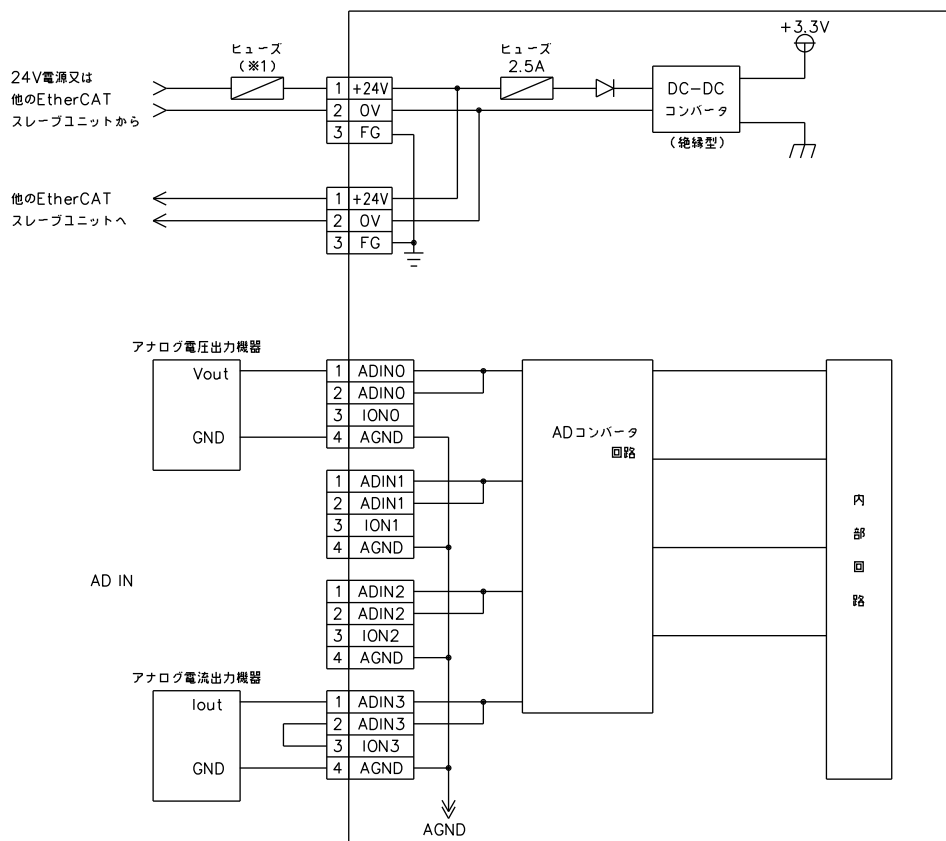 +3.3V
ヒューズ
(※1)
ヒューズ
2.5A
24V電源又は
他のEtherCAT
スレーブユニットから
1 +24V
2 0V
3 FG
DC-DC
コンバータ
(絶縁型)
他のEtherCAT
スレーブユニットへ
1 +24V
2 0V
3 FG
アナログ電圧出力機器
Vout
GND
1 ADIN0
2 ADIN0
3 ION0
4 AGND
ADコンバータ
回路
1 ADIN1
2 ADIN1
3 ION1
4 AGND
内
部
回
路
AD IN
1 ADIN2
2 ADIN2
3 ION2
4 AGND
アナログ電流出力機器
Iout
GND
1 ADIN3
2 ADIN3
3 ION3
4 AGND
AGND